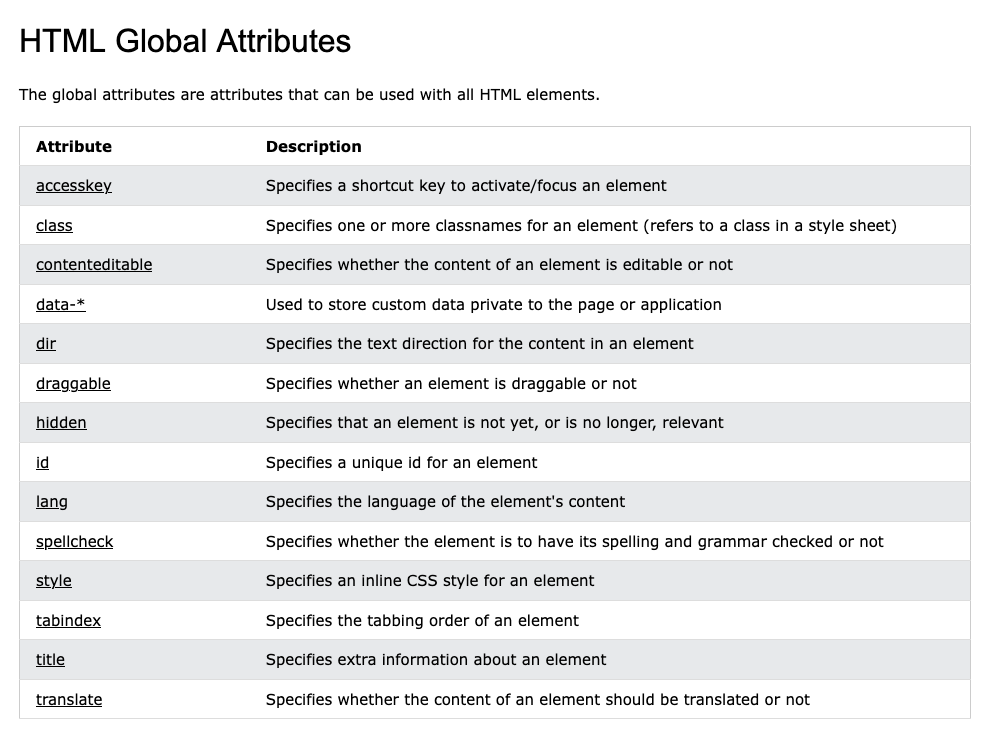 HTML Global Attributes
The global attributes are attributes that can be used with all HTML elements.
Attribute Description
accesskey Specifies a shortcut key to activate/focus an element
class Specifies one or more classnames for an element (refers to a class in a style sheet)
contenteditable Specifies whether the content of an element is editable or not
data-* Used to store custom data private to the page or application
dir Specifies the text direction for the content in an element
draggable Specifies whether an element is draggable or not
hidden Specifies that an element is not yet, or is no longer, relevant
id Specifies a unique id for an element
lang Specifies the language of the element's content
spellcheck Specifies whether the element is to have its spelling and grammar checked or not
style Specifies an inline CSS style for an element
tabindex Specifies the tabbing order of an element
title Specifies extra information about an element
translate Specifies whether the content of an element should be translated or not